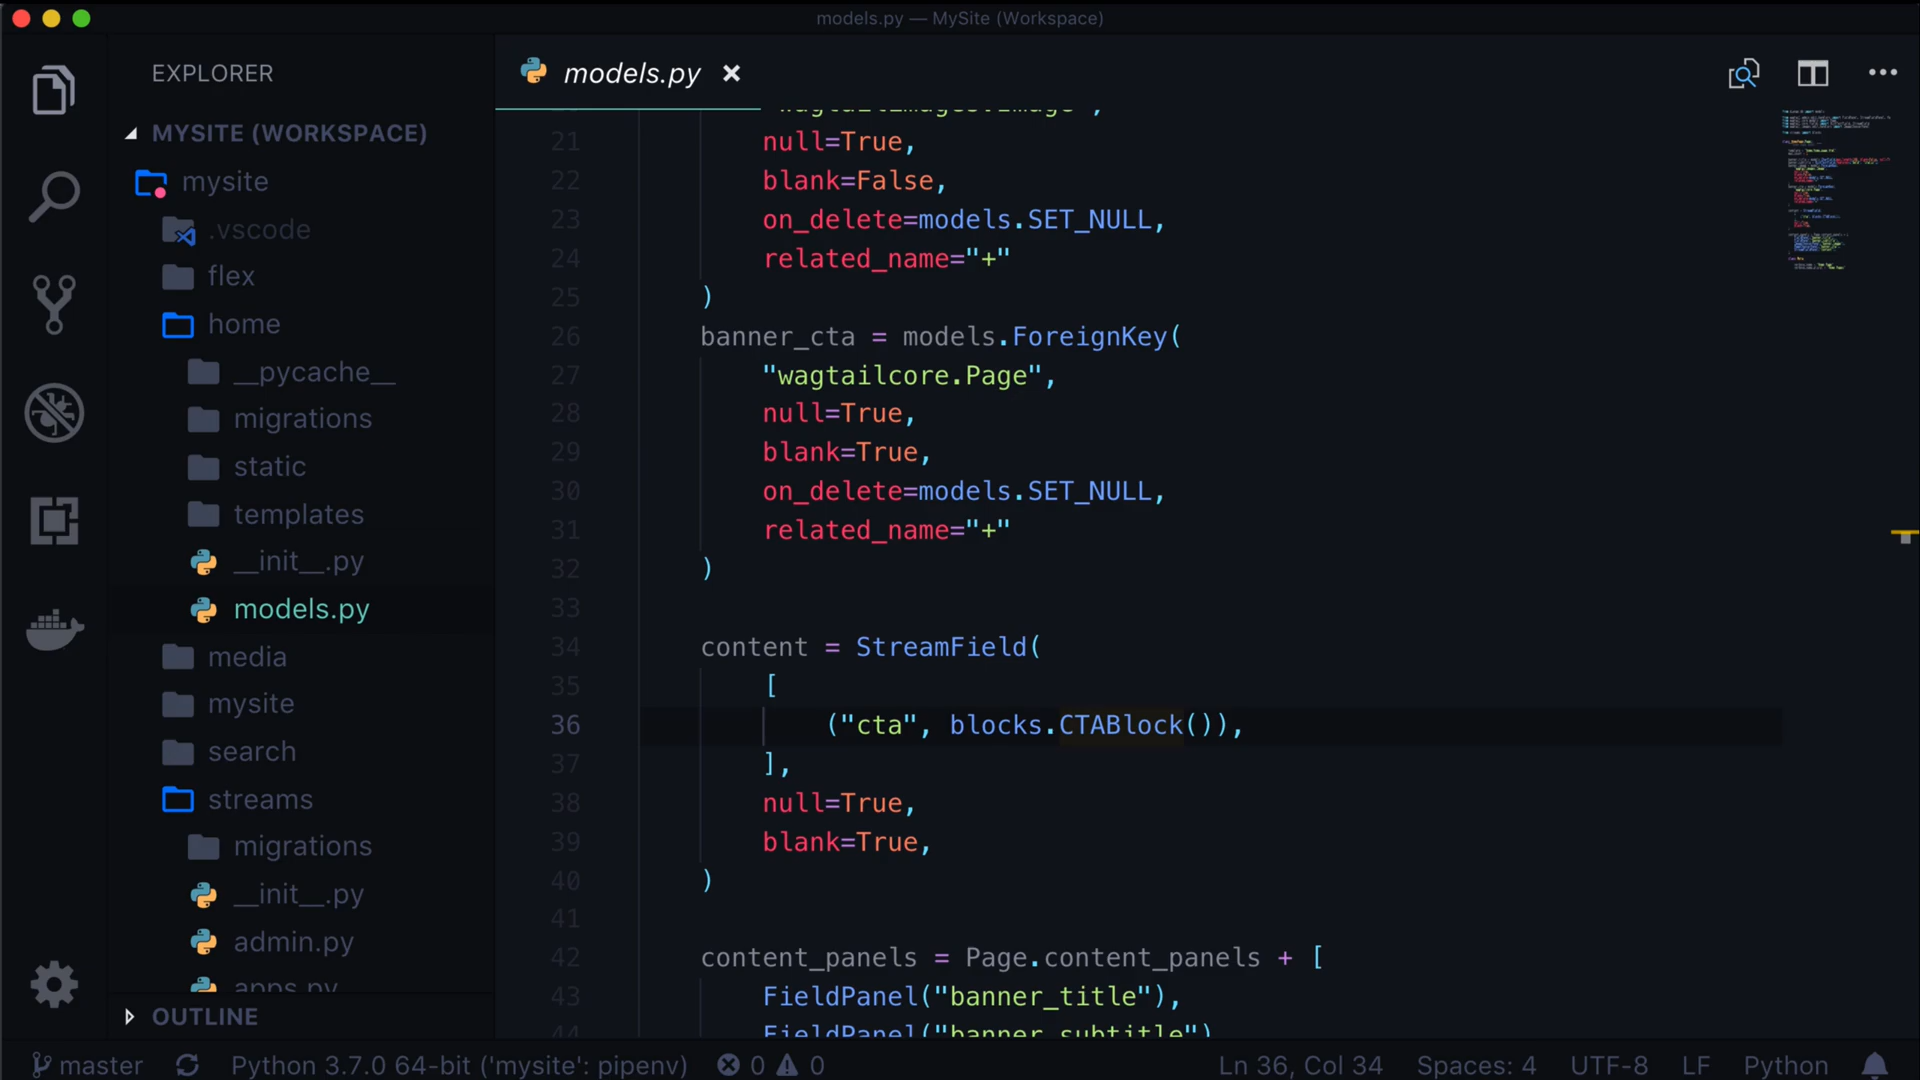 models.py — MySite (Workspace)
EXPLORER
MYSITE (WORKSPACE)
mysite
.vscode
flex
home
__pycache__
migrations
static
templates
__init__.py
models.py
media
mysite
search
streams
migrations
__init__.py
admin.py
apps.py
OUTLINE
models.py
21 null=True,
22 blank=False,
23 on_delete=models.SET_NULL,
24 related_name="+"
25 )
26 banner_cta = models.ForeignKey(
27 "wagtailcore.Page",
28 null=True,
29 blank=True,
30 on_delete=models.SET_NULL,
31 related_name="+"
32 )
33
34 content = StreamField(
35 [
36 ("cta", blocks.CTABlock()),
37 ],
38 null=True,
39 blank=True,
40 )
41
42 content_panels = Page.content_panels + [
43 FieldPanel("banner_title"),
44 FieldPanel("banner_subtitle")
master Python 3.7.0 64-bit ('mysite': pipenv) 0 0 Ln 36, Col 34 Spaces: 4 UTF-8 LF Python